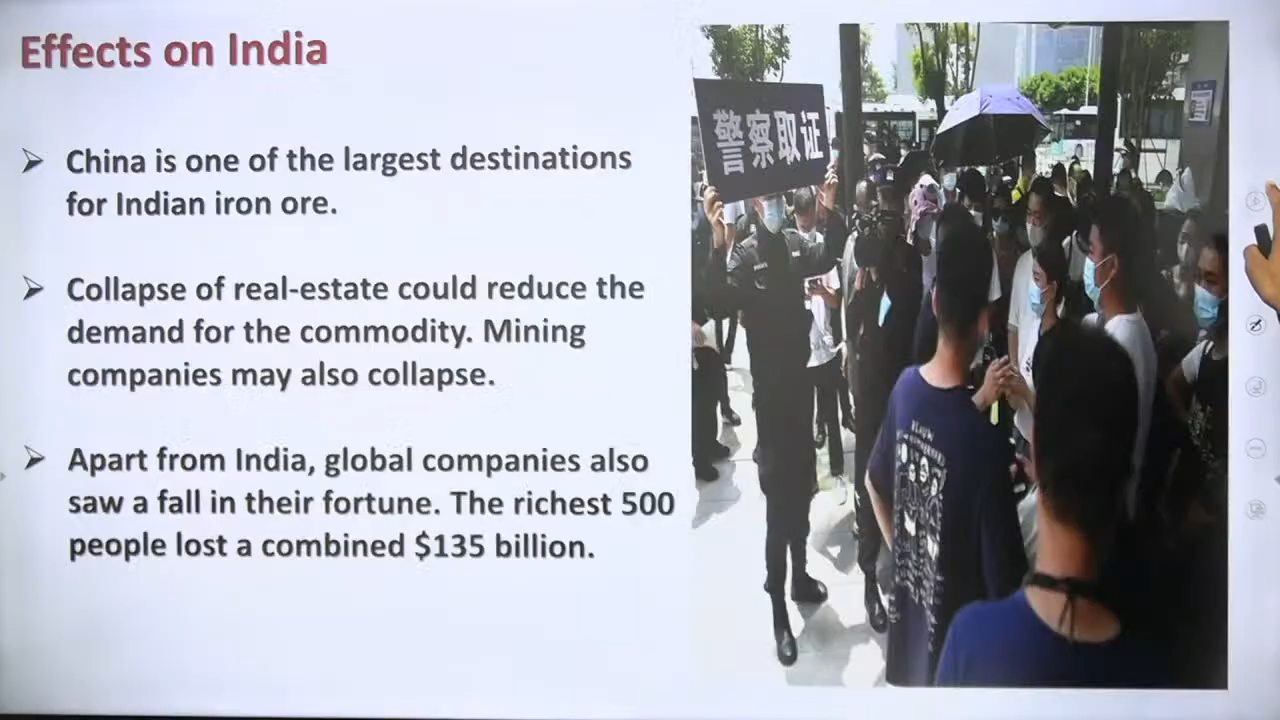 Effects on India
China is one of the largest destinations
for Indian iron ore.
Collapse of real-estate could reduce the
demand for the commodity. Mining
companies may also collapse.
Apart from India, global companies also
saw a fall in their fortune. The richest 500
people lost a combined $135 billion.
警察取证